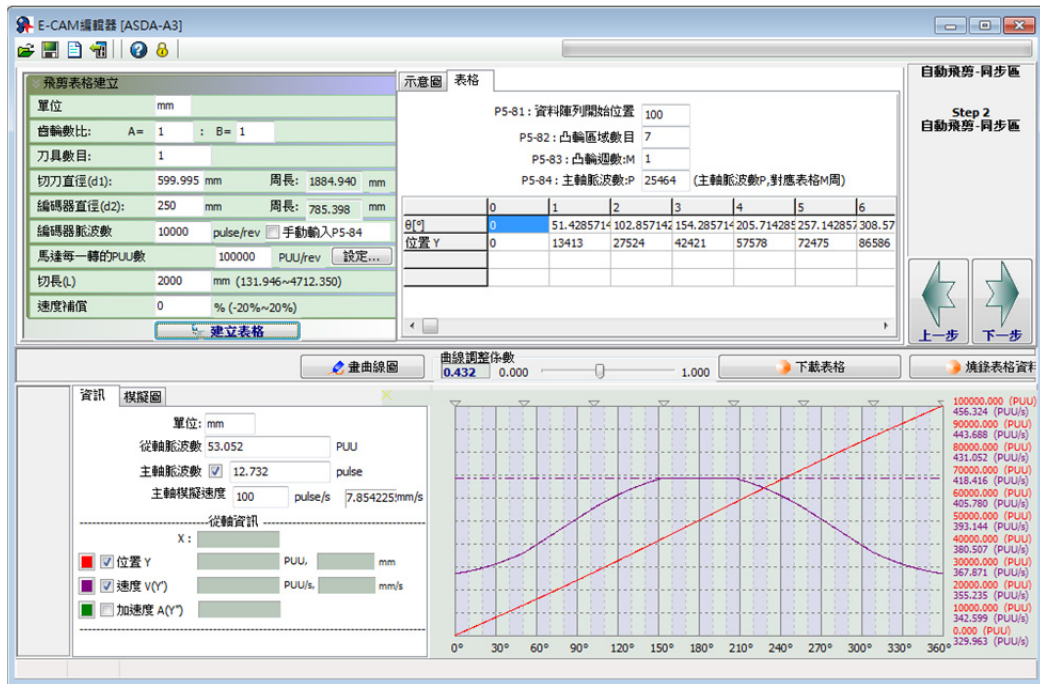 E-CAM編輯器 [ASDA-A3]
飛剪表格建立
單位 mm
齒輪數比: A= 1 : B= 1
刀具數目: 1
切刀直徑(d1): 599.995 mm 周長: 1884.940 mm
編碼器直徑(d2): 250 mm 周長: 785.398 mm
編碼器脈波數 10000 pulse/rev 手動輸入P5-84
馬達每一轉的PUU數 100000 PUU/rev 設定...
切長(L) 2000 mm (131.946~4712.350)
速度補償 0 % (-20%~20%)
建立表格
示意圖 表格
P5-81 : 資料陣列開始位置 100
P5-82 : 凸輪區域數目 7
P5-83 : 凸輪週數:M 1
P5-84 : 主軸脈波數:P 25464 (主軸脈波數P,對應表格M周)
0 1 2 3 4 5 6
θ[º] 0 51.4285714 102.857142 154.285714 205.714285 257.142857 308.57
位置 Y 0 13413 27524 42421 57578 72475 86586
自動飛剪-同步區
Step 2
自動飛剪-同步區
上一步 下一步
畫曲線圖
曲線調整係數
0.432 0.000 1.000
下載表格
燒錄表格資料
資訊 模擬圖
單位: mm
從軸脈波數 53.052 PUU
主軸脈波數 12.732 pulse
主軸模擬速度 100 pulse/s 7.854225 mm/s
從軸資訊
X :
位置 Y PUU, mm
速度 V(Y') PUU/s, mm/s
加速度 A(Y")
100000.000 (PUU)
456.324 (PUU/s)
90000.000 (PUU)
443.688 (PUU/s)
80000.000 (PUU)
431.052 (PUU/s)
70000.000 (PUU)
418.416 (PUU/s)
60000.000 (PUU)
405.780 (PUU/s)
50000.000 (PUU)
393.144 (PUU/s)
40000.000 (PUU)
380.507 (PUU/s)
30000.000 (PUU)
367.871 (PUU/s)
20000.000 (PUU)
355.235 (PUU/s)
10000.000 (PUU)
342.599 (PUU/s)
0.000 (PUU)
329.963 (PUU/s)
0° 30° 60° 90° 120° 150° 180° 210° 240° 270° 300° 330° 360°